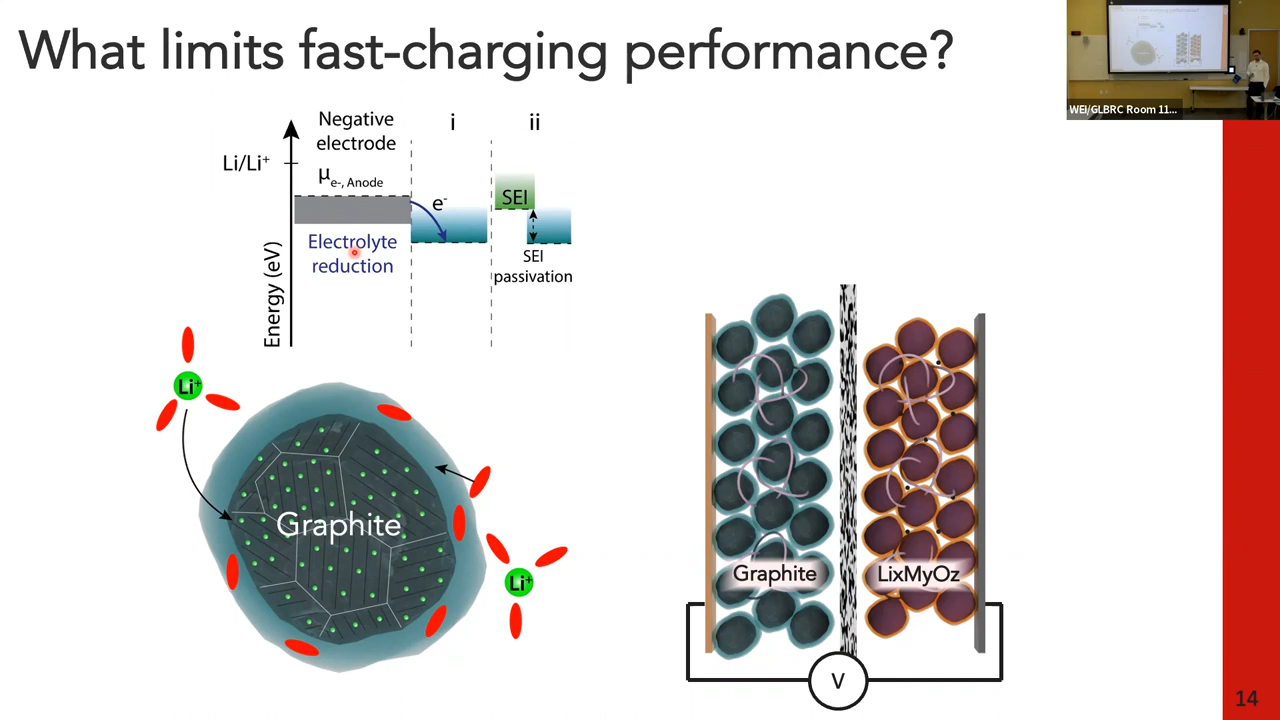 What limits fast-charging performance?
WEI/GLBRC Room 11...
Negative
electrode
i
ii
Li/Li⁺
μe-, Anode
e⁻
SEI
Electrolyte
reduction
SEI
passivation
Energy (eV)
Li⁺
Graphite
Li⁺
Graphite
LixMyOz
V
14